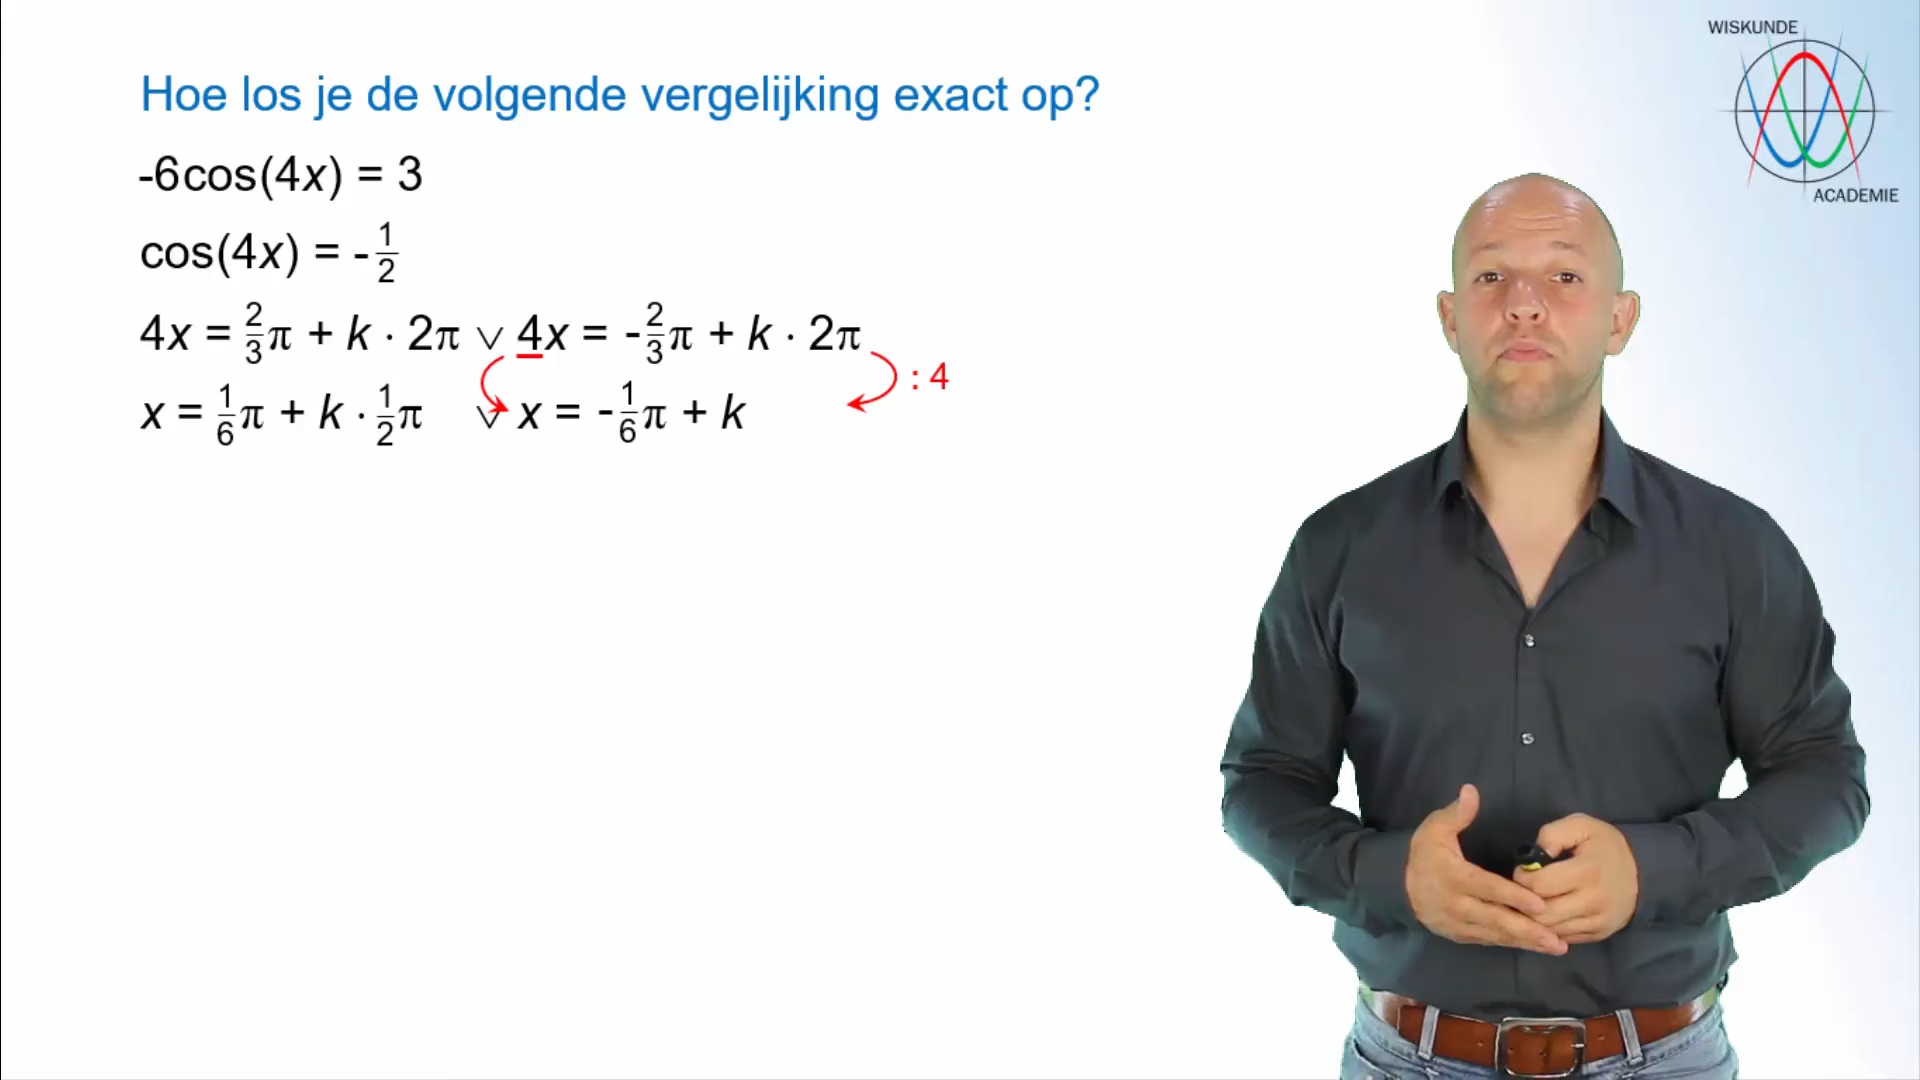 WISKUNDE
ACADEMIE
Hoe los je de volgende vergelijking exact op?
-6cos(4x) = 3
cos(4x) = -1/2
4x = 2/3π + k · 2π ∨ 4x = -2/3π + k · 2π
: 4
x = 1/6π + k · 1/2π ∨ x = -1/6π + k